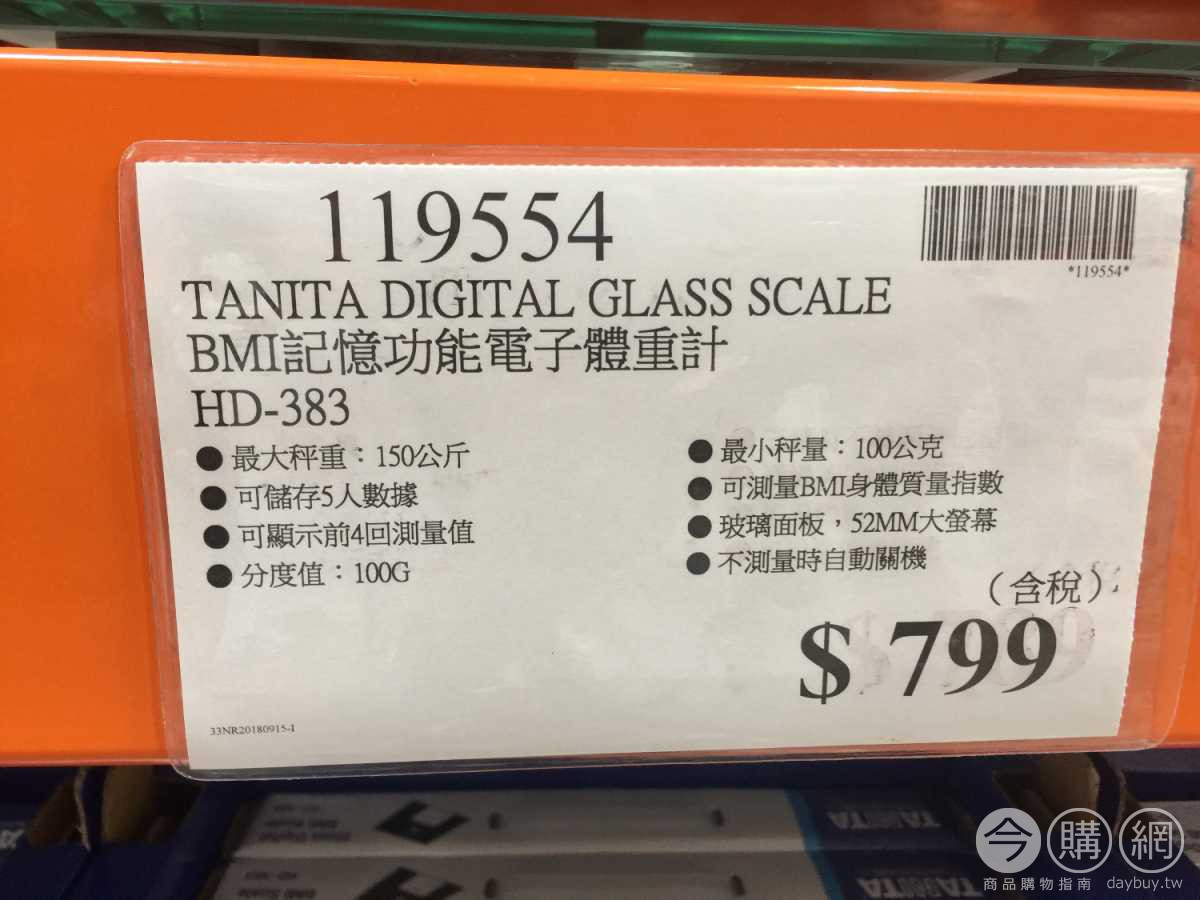 119554
*119554*
TANITA DIGITAL GLASS SCALE
BMI記憶功能電子體重計
HD-383
●最大秤重：150公斤
●可儲存5人數據
●可顯示前4回測量值
●分度值：100G
●最小秤量：100公克
●可測量BMI身體質量指數
●玻璃面板，52MM大螢幕
●不測量時自動關機
（含稅）
$ 799
33NR20180915-1
TANITA
TANITA
今購網
商品購物指南 daybuy.tw